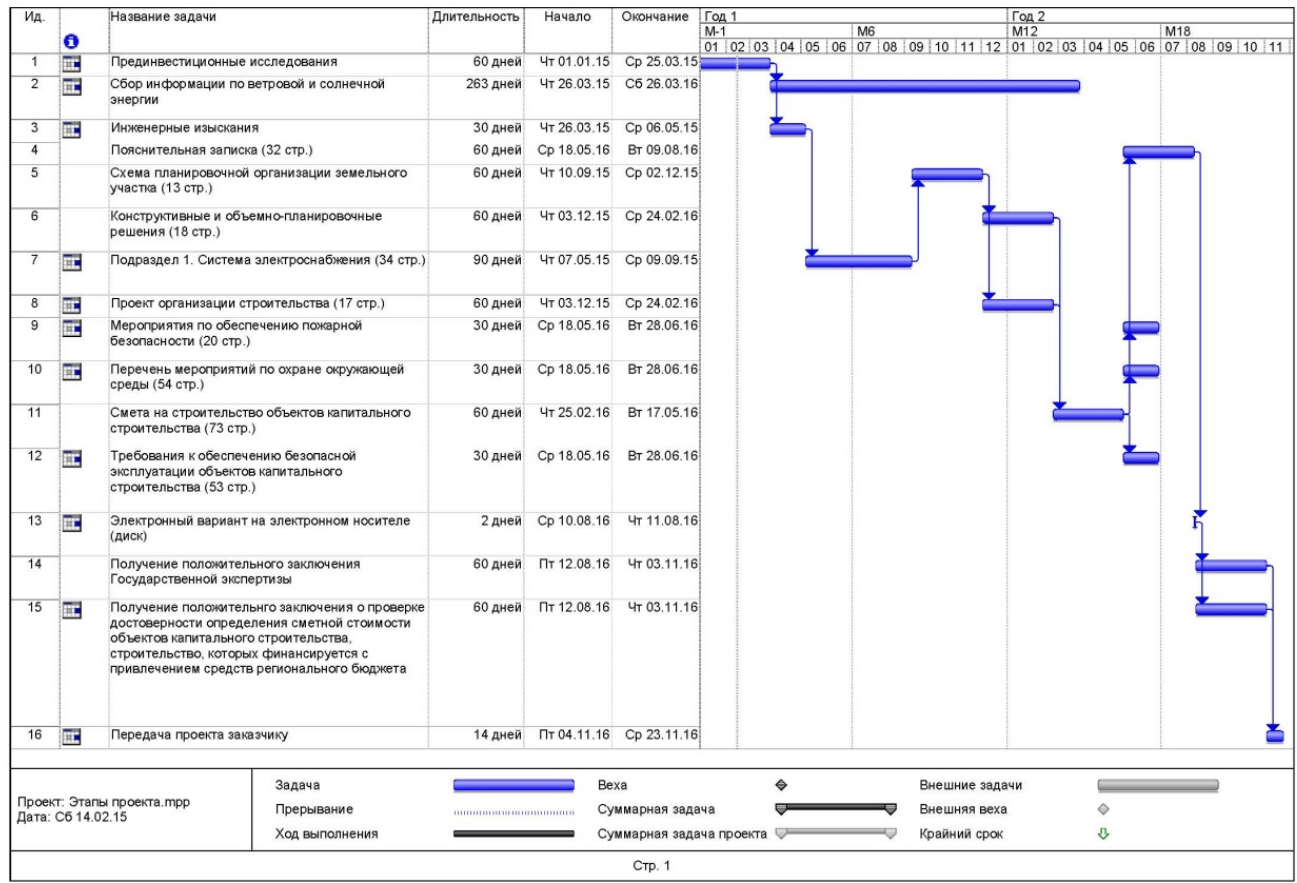 Ид.
Название задачи
Длительность
Начало
Окончание
Год 1
Год 2
М-1
М6
М12
М18
01 02 03 04 05 06 07 08 09 10 11 12 01 02 03 04 05 06 07 08 09 10 11
1 Прединвестиционные исследования 60 дней Чт 01.01.15 Ср 25.03.15
2 Сбор информации по ветровой и солнечной 263 дней Чт 26.03.15 Сб 26.03.16
энергии
3 Инженерные изыскания 30 дней Чт 26.03.15 Ср 06.05.15
4 Пояснительная записка (32 стр.) 60 дней Ср 18.05.16 Вт 09.08.16
5 Схема планировочной организации земельного 60 дней Чт 10.09.15 Ср 02.12.15
участка (13 стр.)
6 Конструктивные и объемно-планировочные 60 дней Чт 03.12.15 Ср 24.02.16
решения (18 стр.)
7 Подраздел 1. Система электроснабжения (34 стр.) 90 дней Чт 07.05.15 Ср 09.09.15
8 Проект организации строительства (17 стр.) 60 дней Чт 03.12.15 Ср 24.02.16
9 Мероприятия по обеспечению пожарной 30 дней Ср 18.05.16 Вт 28.06.16
безопасности (20 стр.)
10 Перечень мероприятий по охране окружающей 30 дней Ср 18.05.16 Вт 28.06.16
среды (54 стр.)
11 Смета на строительство объектов капитального 60 дней Чт 25.02.16 Вт 17.05.16
строительства (73 стр.)
12 Требования к обеспечению безопасной 30 дней Ср 18.05.16 Вт 28.06.16
эксплуатации объектов капитального
строительства (53 стр.)
13 Электронный вариант на электронном носителе 2 дней Ср 10.08.16 Чт 11.08.16
(диск)
14 Получение положительного заключения 60 дней Пт 12.08.16 Чт 03.11.16
Государственной экспертизы
15 Получение положительнго заключения о проверке 60 дней Пт 12.08.16 Чт 03.11.16
достоверности определения сметной стоимости
объектов капитального строительства,
строительство, которых финансируется с
привлечением средств регионального бюджета
16 Передача проекта заказчику 14 дней Пт 04.11.16 Ср 23.11.16
Проект: Этапы проекта.mpp
Дата: Сб 14.02.15
Задача
Прерывание
Ход выполнения
Веха
Суммарная задача
Суммарная задача проекта
Внешние задачи
Внешняя веха
Крайний срок
Стр. 1